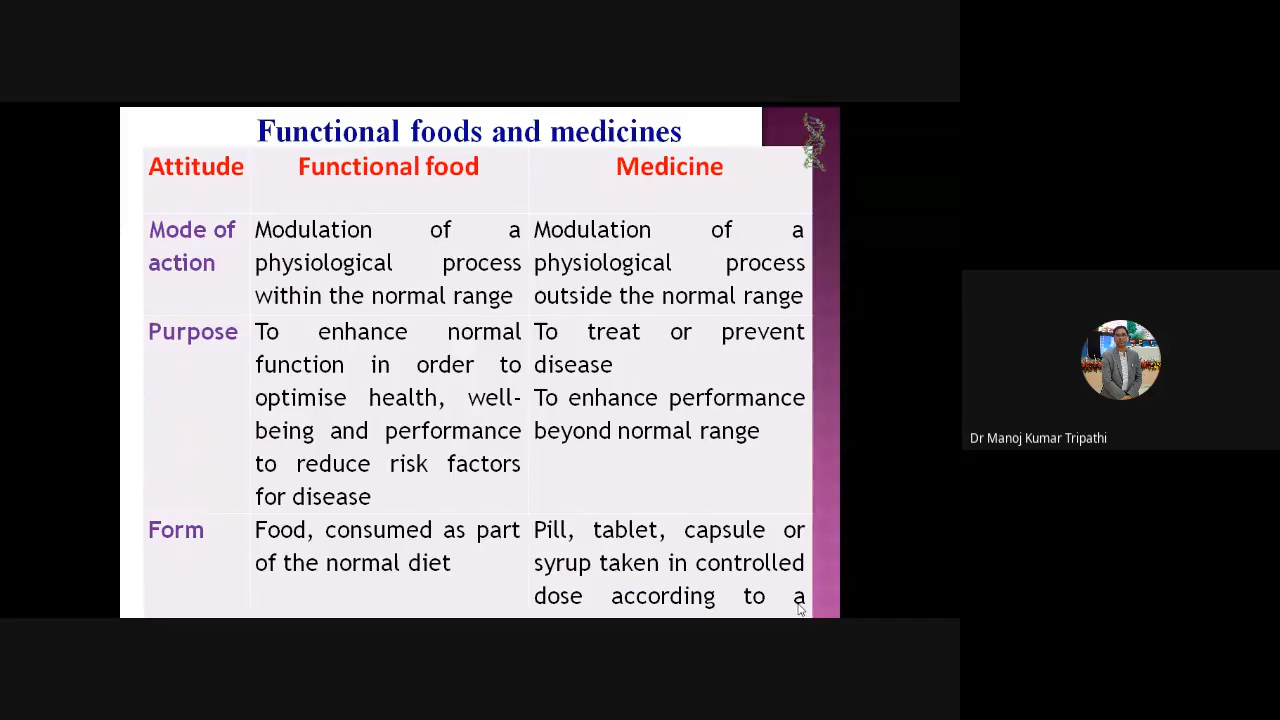 Functional foods and medicines
Attitude
Functional food
Medicine
Mode of
action
Modulation of a
physiological process
within the normal range
Modulation of a
physiological process
outside the normal range
Purpose
To enhance normal
function in order to
optimise health, well-
being and performance
to reduce risk factors
for disease
To treat or prevent
disease
To enhance performance
beyond normal range
Form
Food, consumed as part
of the normal diet
Pill, tablet, capsule or
syrup taken in controlled
dose according to a
Dr Manoj Kumar Tripathi